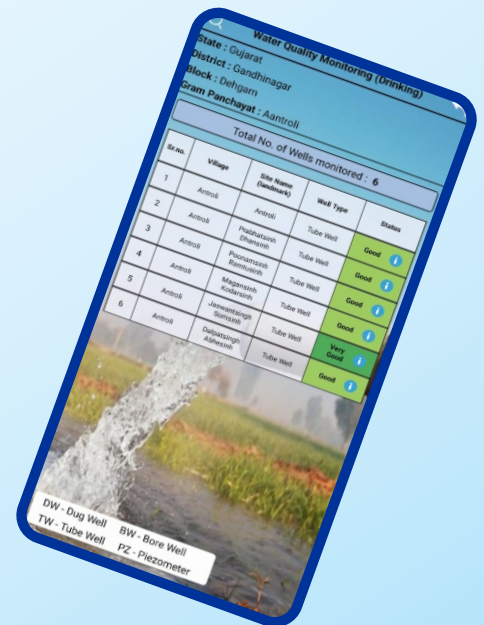 Water Quality Monitoring (Drinking)
State : Gujarat
District : Gandhinagar
Block : Dehgam
Gram Panchayat : Aantroli
Total No. of Wells monitored : 6
Sr.no. Village Site Name (landmark) Well Type Status
1 Antroli Antroli Tube Well Good
2 Antroli Prabhatsinh Dhansinh Tube Well Good
3 Antroli Poonamsinh Ramtusinh Tube Well Good
4 Antroli Magansinh Kodarsinh Tube Well Good
5 Antroli Jaswantsingh Somsinh Tube Well Very Good
6 Antroli Dalpatsingh Abhesinh Tube Well Good
DW - Dug Well BW - Bore Well
TW - Tube Well PZ - Piezometer